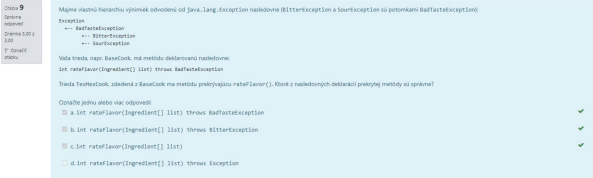 Otázka 9
Správna
odpoveď
Známka 3,00 z
3,00
Označiť
otázku
Majme vlastnú hierarchiu výnimiek odvodenú od java.lang.Exception nasledovne (BitterException a SourException sú potomkami BadTasteException):
Exception
<-- BadTasteException
<-- BitterException
<-- SourException
Vaša trieda, napr. BaseCook, má metódu deklarovanú nasledovne:
int rateFlavor(Ingredient[] list) throws BadTasteException
Trieda TexMexCook, zdedená z BaseCook má metódu prekrývajúcu rateFlavor(). Ktoré z nasledovných deklarácií prekrytej metódy sú správne?
Označte jednu alebo viac odpovedí:
a. int rateFlavor(Ingredient[] list) throws BadTasteException
b. int rateFlavor(Ingredient[] list) throws BitterException
c. int rateFlavor(Ingredient[] list)
d. int rateFlavor(Ingredient[] list) throws Exception